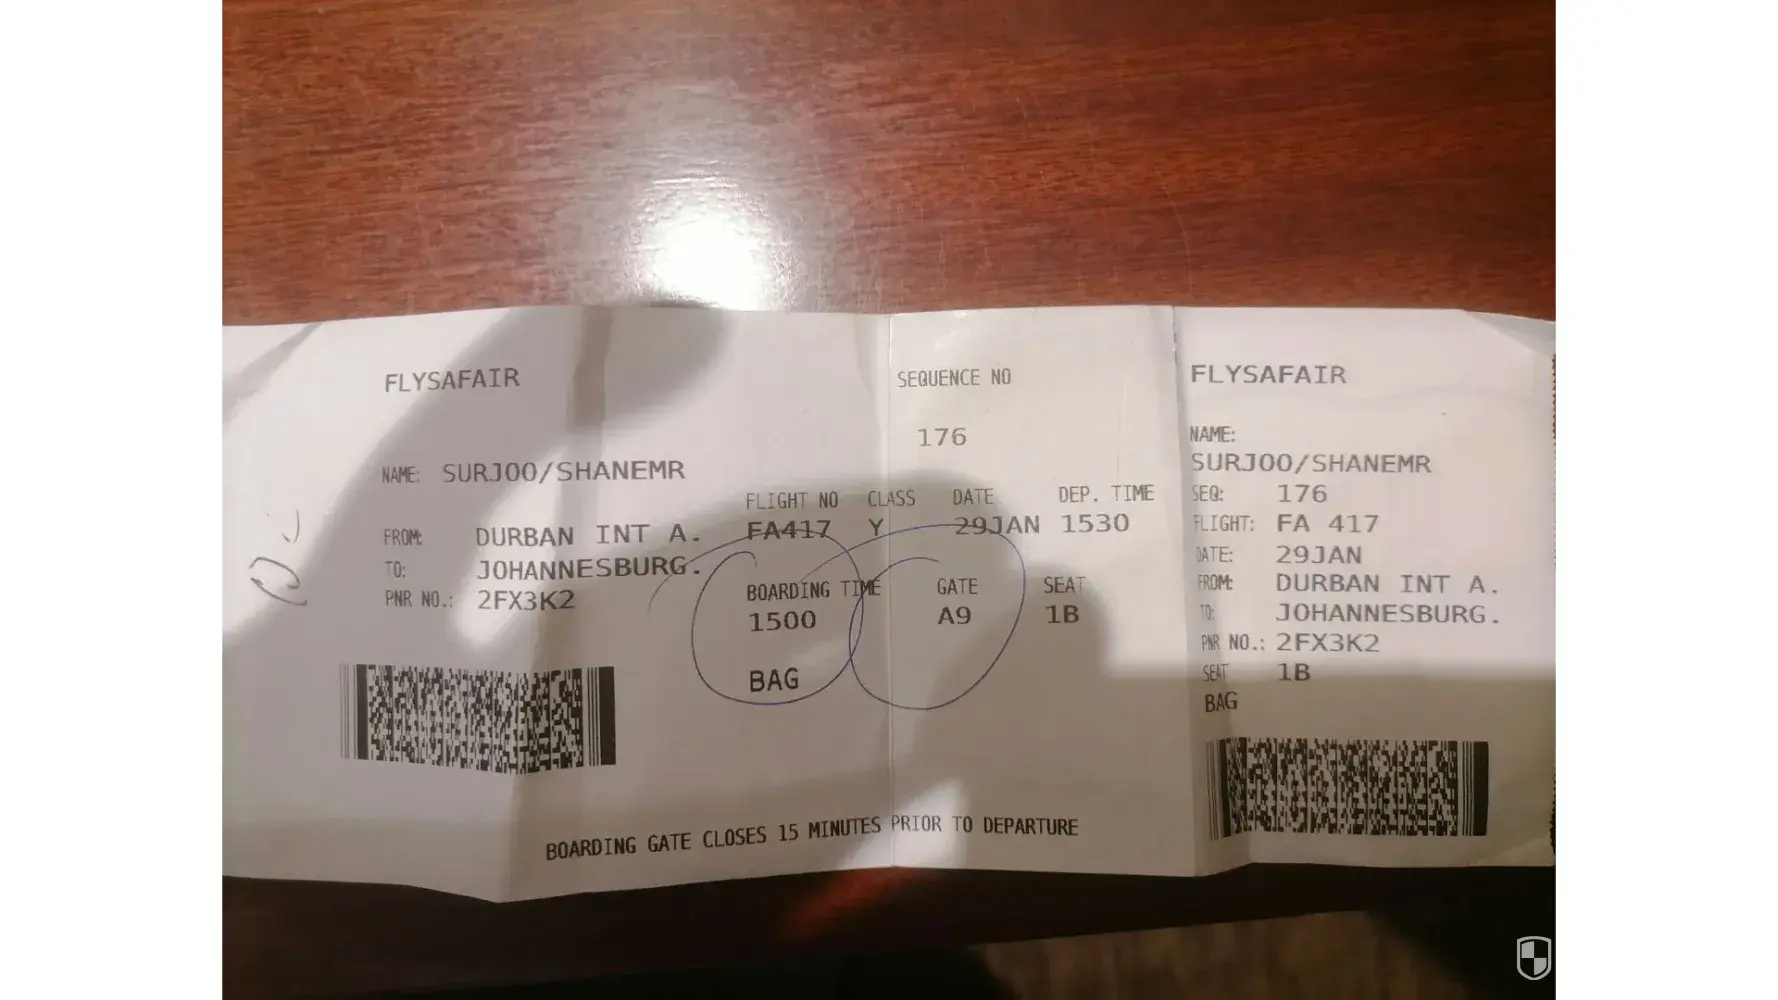 FLYSAFAIR
NAME: SURJOO/SHANEMR
FROM: DURBAN INT A.
TO: JOHANNESBURG.
PNR NO.: 2FX3K2
SEQUENCE NO
176
FLIGHT NO CLASS DATE DEP. TIME
FA417 Y 29JAN 1530
BOARDING TIME GATE SEAT
1500 A9 1B
BAG
BOARDING GATE CLOSES 15 MINUTES PRIOR TO DEPARTURE
FLYSAFAIR
NAME:
SURJOO/SHANEMR
SEQ: 176
FLIGHT: FA 417
DATE: 29JAN
FROM: DURBAN INT A.
TO: JOHANNESBURG.
PNR NO.: 2FX3K2
SEAT 1B
BAG